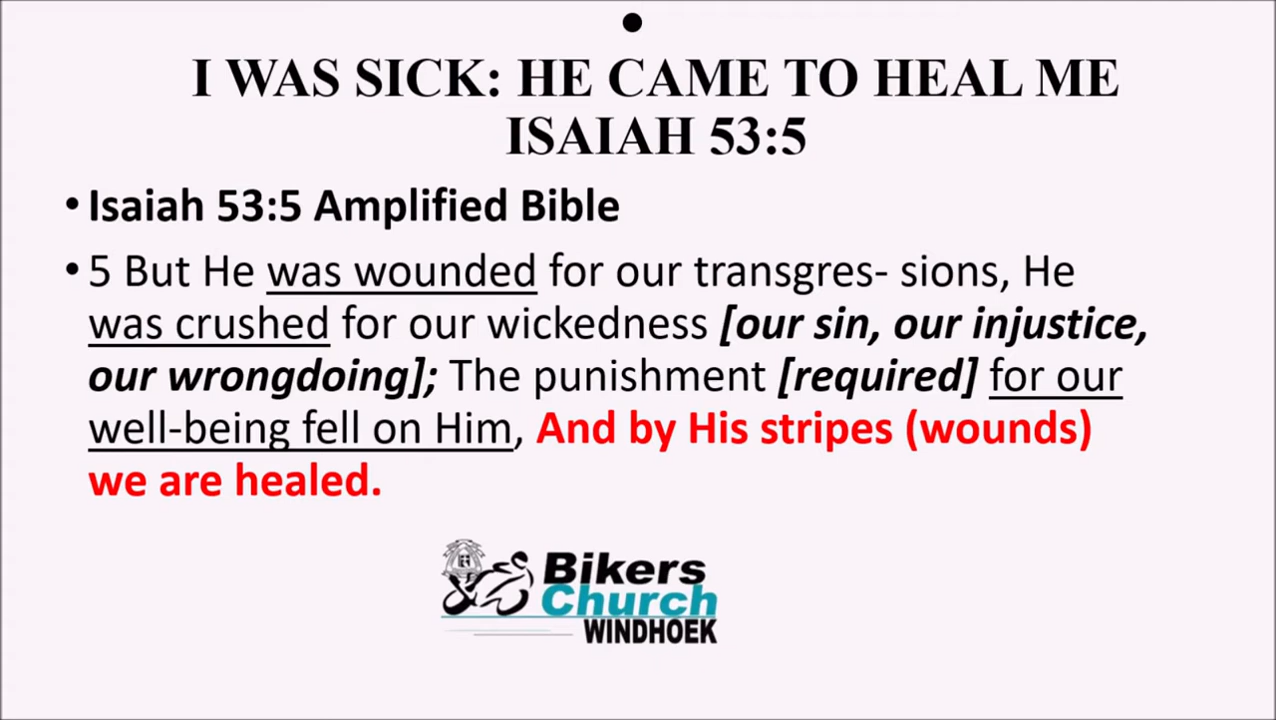 I WAS SICK: HE CAME TO HEAL ME
ISAIAH 53:5
• Isaiah 53:5 Amplified Bible
• 5 But He was wounded for our transgres- sions, He
was crushed for our wickedness [our sin, our injustice,
our wrongdoing]; The punishment [required] for our
well-being fell on Him, And by His stripes (wounds)
we are healed.
Bikers
Church
WINDHOEK